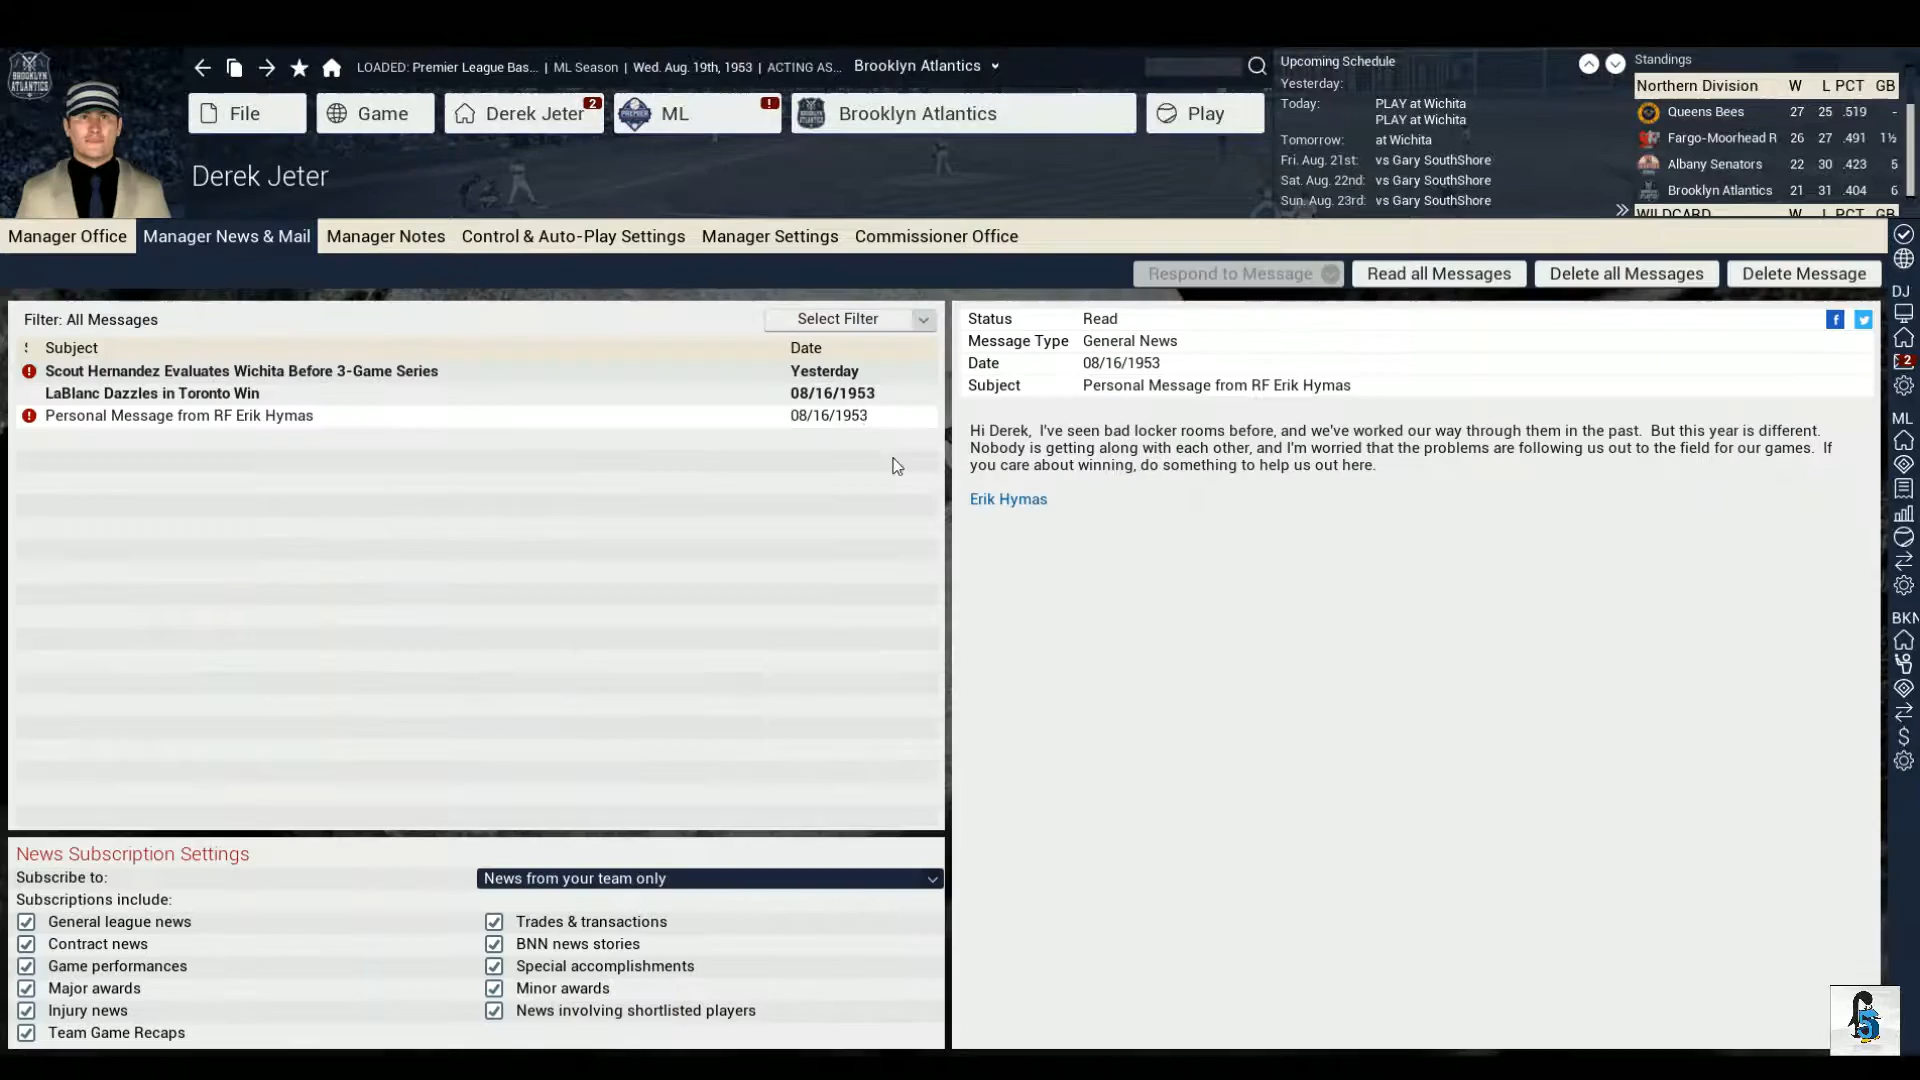 BROOKLYN
ATLANTICS
LOADED: Premier League Bas... | ML Season | Wed. Aug. 19th, 1953 | ACTING AS... Brooklyn Atlantics
File
Game
Derek Jeter 2
ML !
Brooklyn Atlantics
Play
Derek Jeter
Upcoming Schedule
Yesterday:
Today: PLAY at Wichita
PLAY at Wichita
Tomorrow: at Wichita
Fri. Aug. 21st: vs Gary SouthShore
Sat. Aug. 22nd: vs Gary SouthShore
Sun. Aug. 23rd: vs Gary SouthShore
Standings
Northern Division W L PCT GB
Queens Bees 27 25 .519 -
Fargo-Moorhead R 26 27 .491 1½
Albany Senators 22 30 .423 5
Brooklyn Atlantics 21 31 .404 6
WILDCARD W L PCT GB
Manager Office
Manager News & Mail
Manager Notes
Control & Auto-Play Settings
Manager Settings
Commissioner Office
Respond to Message
Read all Messages
Delete all Messages
Delete Message
Filter: All Messages
Select Filter
! Subject Date
! Scout Hernandez Evaluates Wichita Before 3-Game Series Yesterday
LaBlanc Dazzles in Toronto Win 08/16/1953
! Personal Message from RF Erik Hymas 08/16/1953
Status Read
Message Type General News
Date 08/16/1953
Subject Personal Message from RF Erik Hymas
Hi Derek, I've seen bad locker rooms before, and we've worked our way through them in the past. But this year is different.
Nobody is getting along with each other, and I'm worried that the problems are following us out to the field for our games. If
you care about winning, do something to help us out here.
Erik Hymas
News Subscription Settings
Subscribe to: News from your team only
Subscriptions include:
General league news
Trades & transactions
Contract news
BNN news stories
Game performances
Special accomplishments
Major awards
Minor awards
Injury news
News involving shortlisted players
Team Game Recaps
DJ
2
ML
BKN
$
5